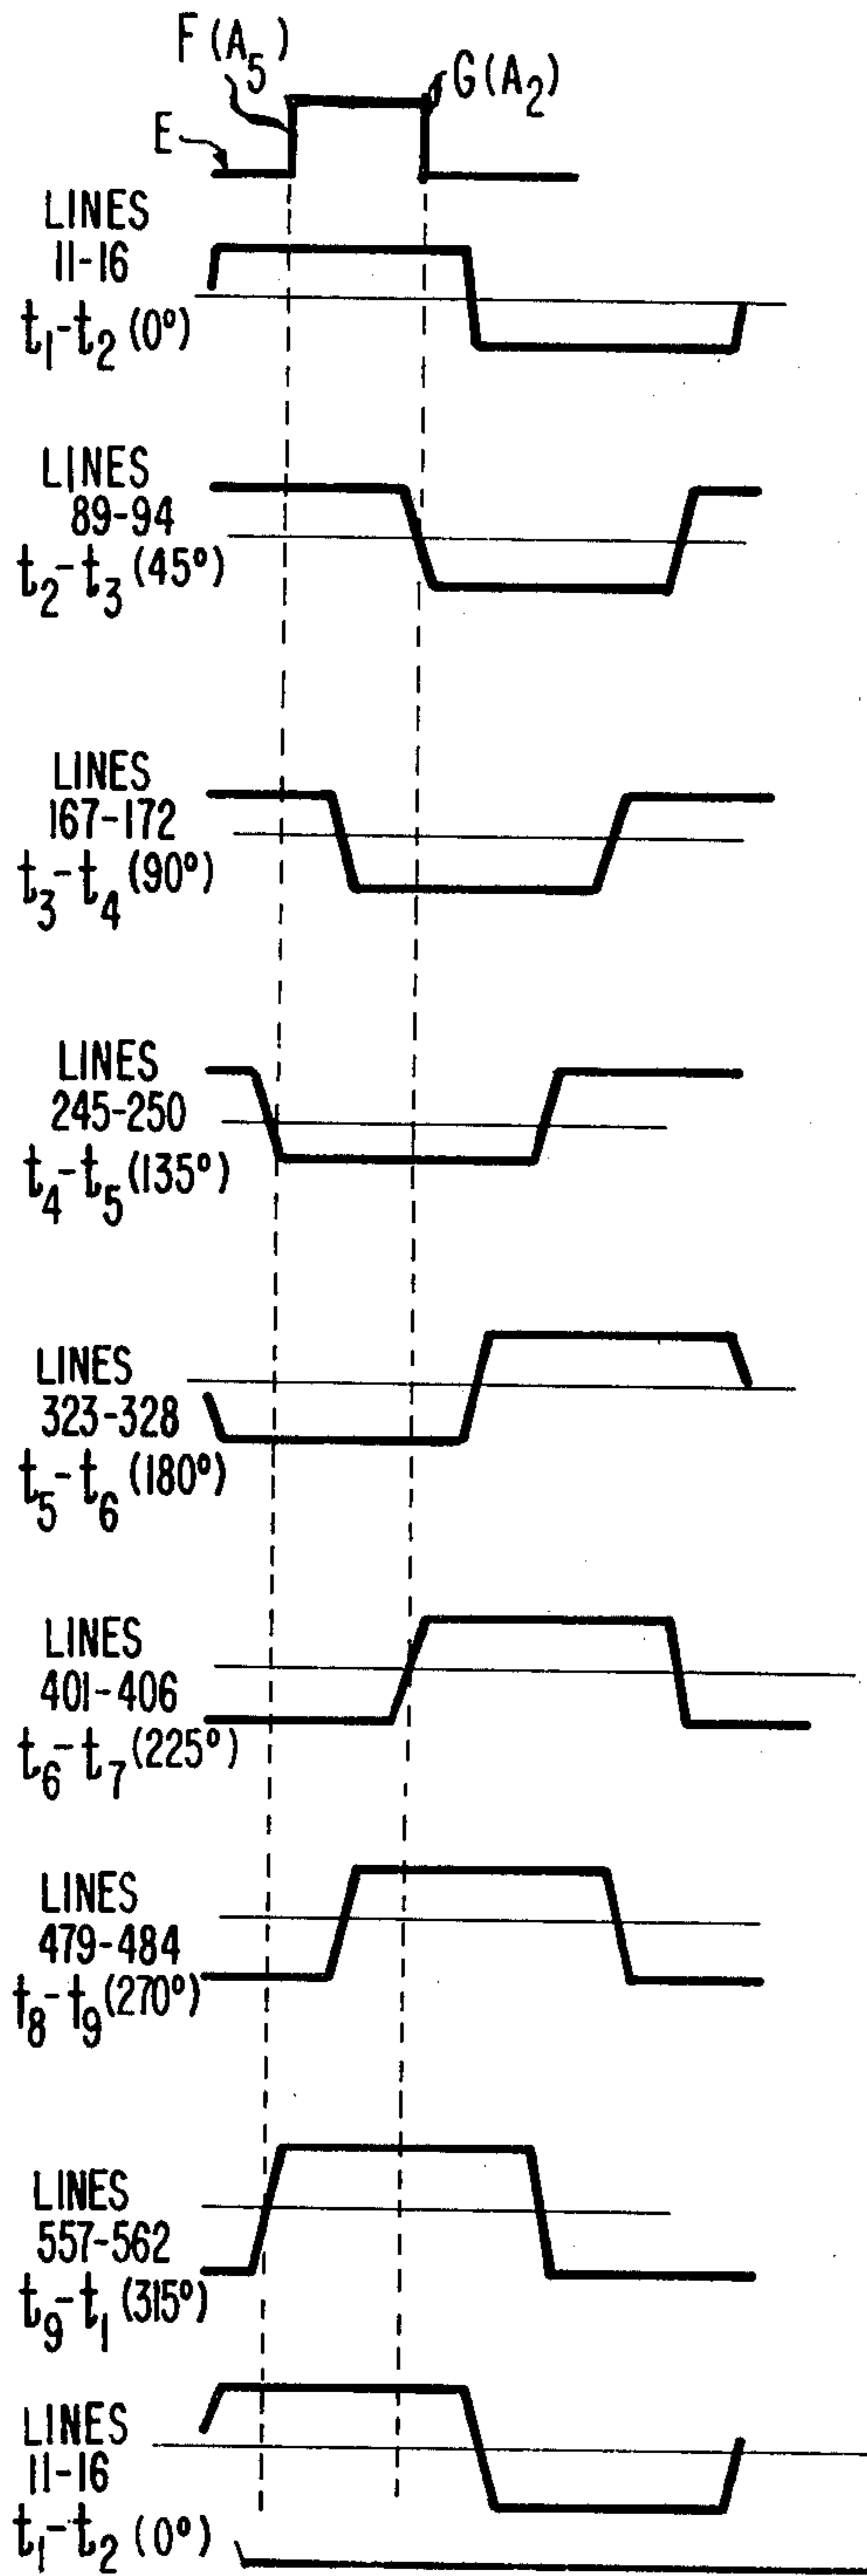 F(A5)
G(A2)
E
LINES
11-16
t1-t2 (0°)
LINES
89-94
t2-t3 (45°)
LINES
167-172
t3-t4 (90°)
LINES
245-250
t4-t5 (135°)
LINES
323-328
t5-t6 (180°)
LINES
401-406
t6-t7 (225°)
LINES
479-484
t8-t9 (270°)
LINES
557-562
t9-t1 (315°)
LINES
11-16
t1-t2 (0°)